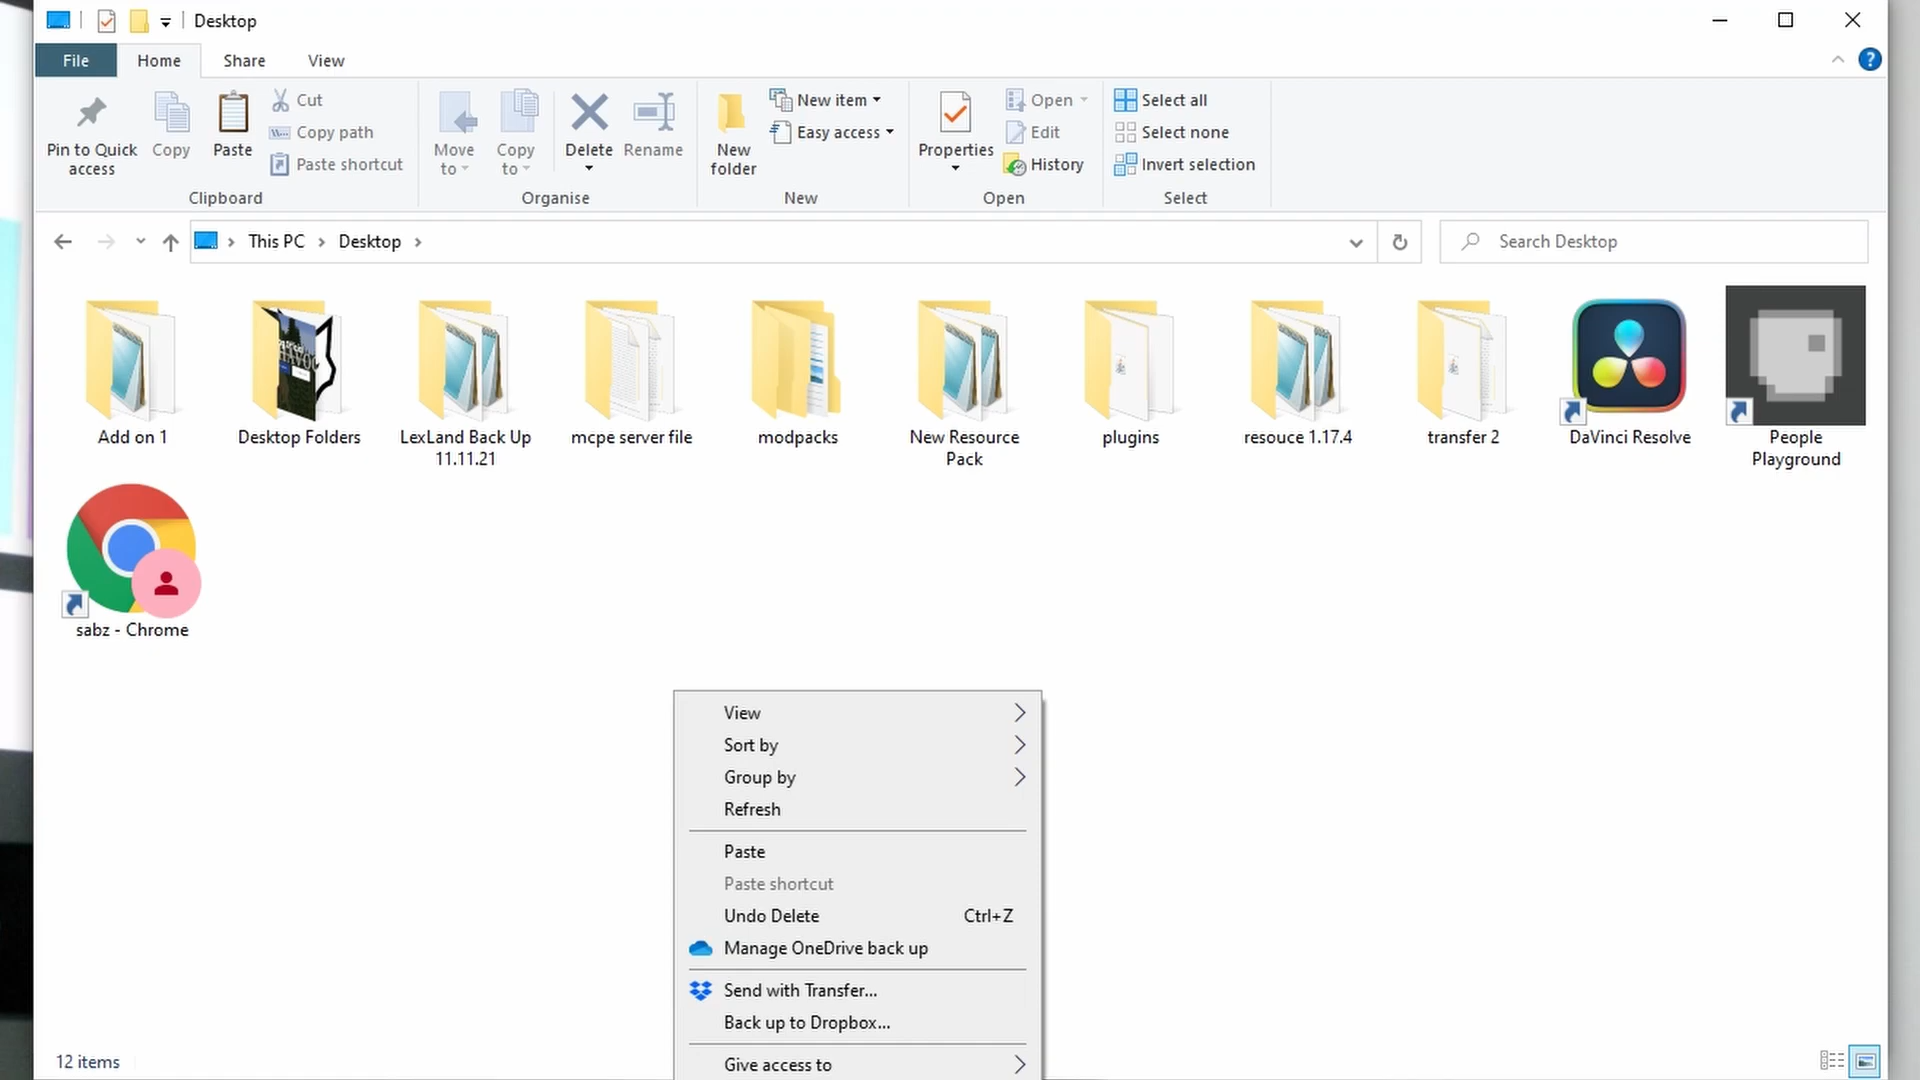 Desktop
File
Home
Share
View
Pin to Quick
access
Copy
Paste
Cut
Copy path
Paste shortcut
Clipboard
Move
to
Copy
to
Delete
Rename
Organise
New
folder
New item
Easy access
New
Properties
Open
Edit
History
Open
Select all
Select none
Invert selection
Select
This PC
Desktop
Search Desktop
Add on 1
Desktop Folders
LexLand Back Up
11.11.21
mcpe server file
modpacks
New Resource
Pack
plugins
resouce 1.17.4
transfer 2
DaVinci Resolve
People
Playground
sabz - Chrome
View
Sort by
Group by
Refresh
Paste
Paste shortcut
Undo Delete Ctrl+Z
Manage OneDrive back up
Send with Transfer...
Back up to Dropbox...
Give access to
12 items